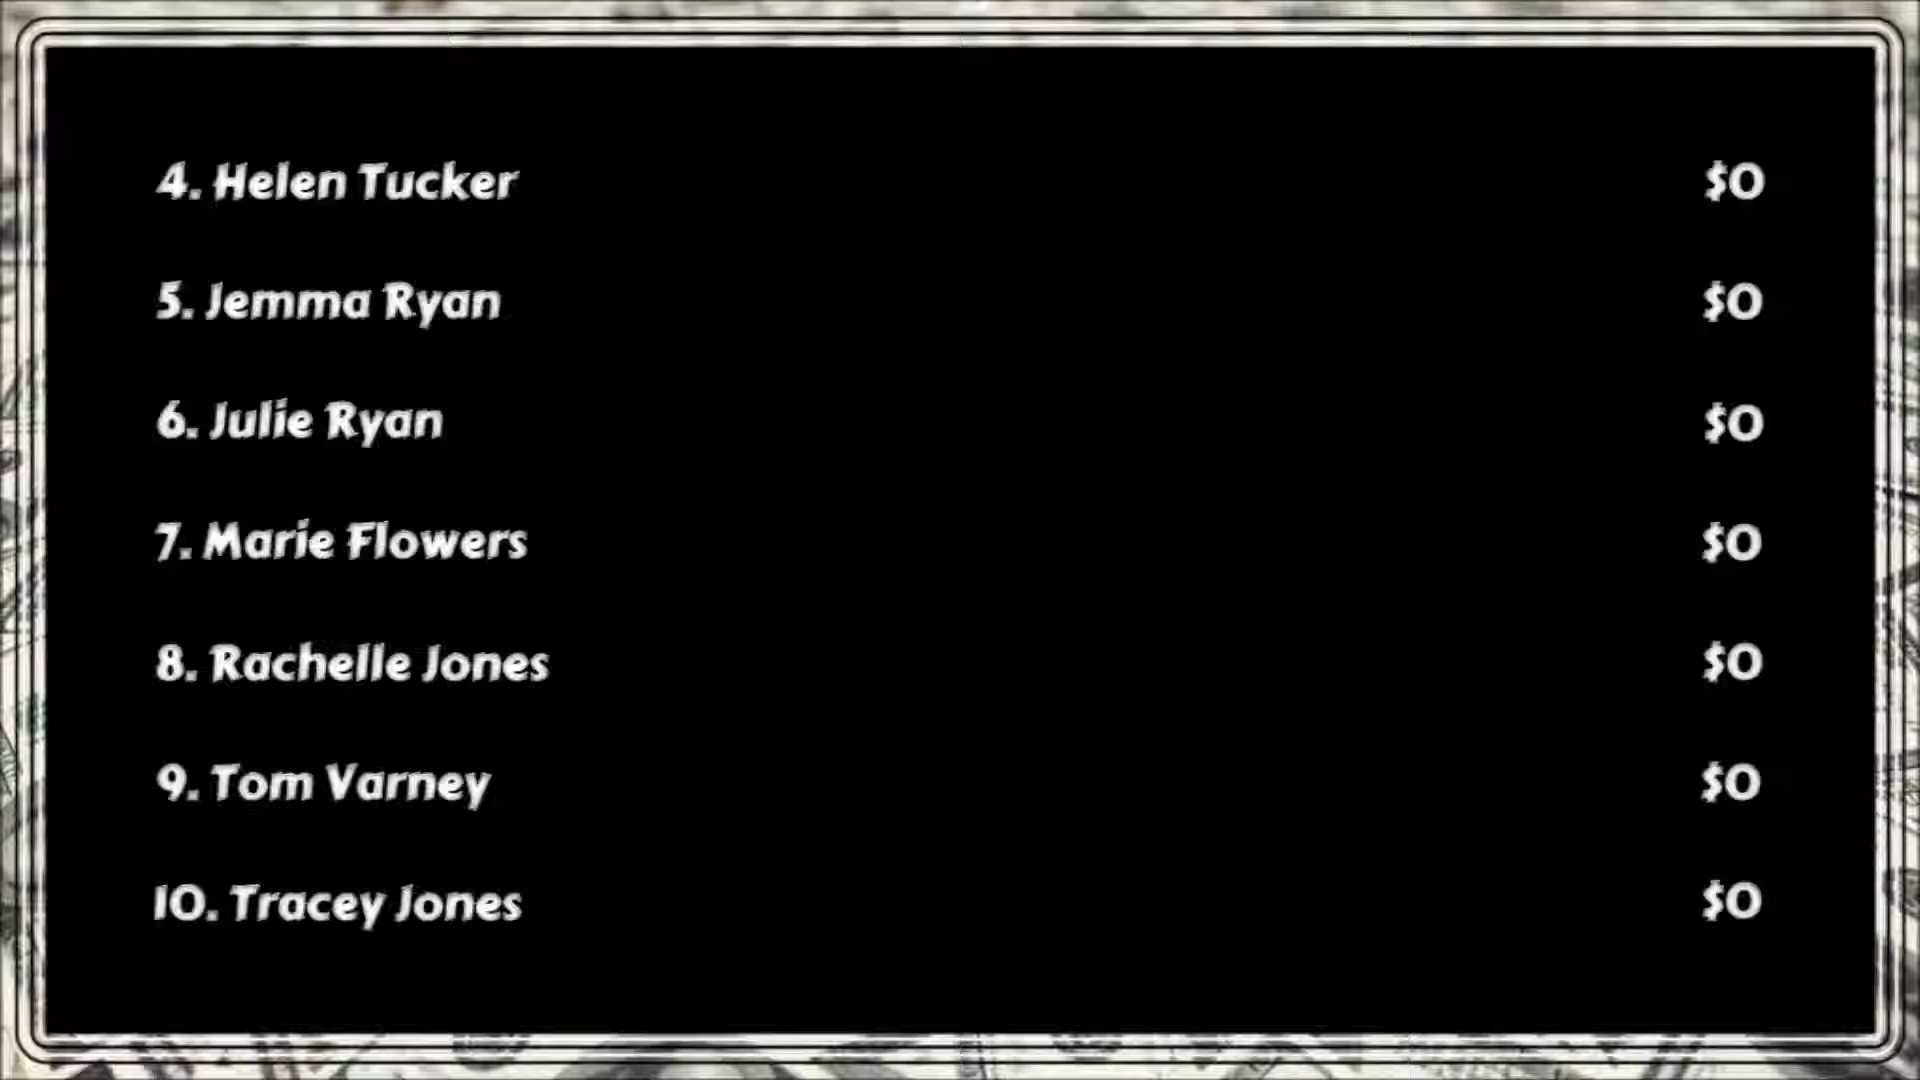 4. Helen Tucker $0
5. Jemma Ryan $0
6. Julie Ryan $0
7. Marie Flowers $0
8. Rachelle Jones $0
9. Tom Varney $0
10. Tracey Jones $0